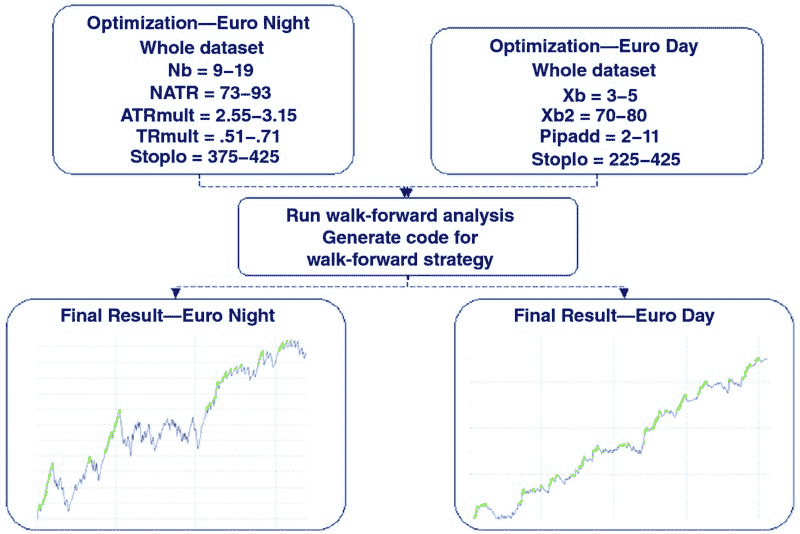 Optimization—Euro Night
Whole dataset
Nb = 9–19
NATR = 73–93
ATRmult = 2.55–3.15
TRmult = .51–.71
Stoplo = 375–425
Optimization—Euro Day
Whole dataset
Xb = 3–5
Xb2 = 70–80
Pipadd = 2–11
Stoplo = 225–425
Run walk-forward analysis
Generate code for
walk-forward strategy
Final Result—Euro Night
Final Result—Euro Day